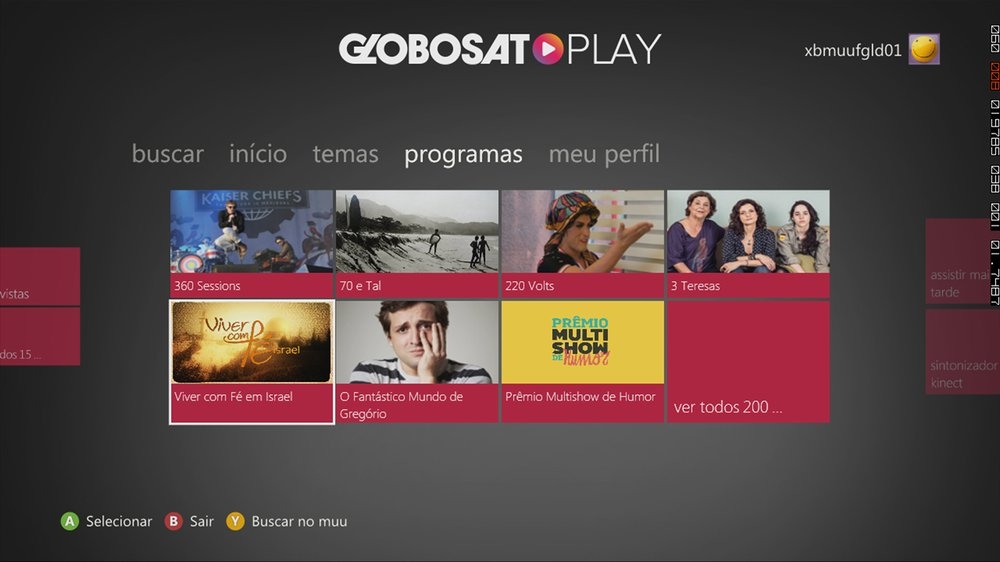 GLOBOSAT PLAY
xbmuufgld01
buscar início temas programas meu perfil
KAISER CHIEFS
360 Sessions
70 e Tal
220 Volts
3 Teresas
vistas
dos 15 ...
assistir mai
tarde
sintonizador
kinect
Viver
com Fé
em Israel
Viver com Fé em Israel
O Fantástico Mundo de
Gregório
PRÊMIO
MULTI
SHOW
DE Humor
Prêmio Multishow de Humor
ver todos 200 ...
A Selecionar B Sair Y Buscar no muu